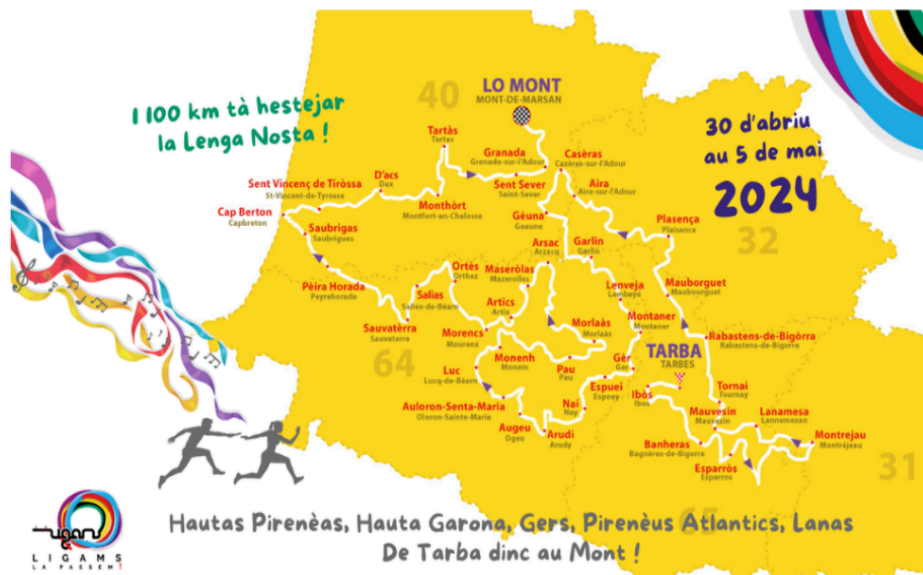 1 100 km tà hestejar
la Lenga Nosta !
40
LO MONT
MONT-DE-MARSAN
30 d'abriu
au 5 de mai
2024
Tartàs
Tartas
Granada
Grenade-sur-l'Adour
Casèras
Cazères-sur-l'Adour
D'acs
Dax
Sent Vincenç de Tiròssa
St-Vincent-de-Tyrosse
Sent Sever
Saint-Sever
Aira
Aire-sur-l'Adour
Cap Berton
Capbreton
Monthòrt
Montfort-en-Chalosse
Saubrigas
Saubrigues
Gèuna
Geaune
Plasença
Plaisance
32
Arsac
Arzacq
Garlin
Garlin
Pèira Horada
Peyrehorade
Ortès
Orthez
Maseròlas
Mazerolles
Salias
Salies-de-Béarn
Lenveja
Lembeye
Mauborguet
Maubourguet
Artics
Artix
Montaner
Montaner
Sauvatèrra
Sauveterre
Morencs
Mourenx
Morlaàs
Morlaàs
Rabastens-de-Bigòrra
Rabastens-de-Bigorre
TARBA
TARBES
64
Monenh
Monein
Pau
Pau
Gèr
Ger
Luc
Lucq-de-Béarn
Espuei
Espoey
Ibòs
Ibos
Tornai
Tournay
Auloron-Senta-Maria
Oloron-Sainte-Marie
Nai
Nay
Mauvesin
Mauvezin
Lanamesa
Lannemezan
Augeu
Ogeu
Arudi
Arudy
Banheras
Bagnères-de-Bigorre
Montrejau
Montréjeau
Esparròs
Esparros
31
65
Hautas Pirenèas, Hauta Garona, Gers, Pirenèus Atlantics, Lanas
De Tarba dinc au Mont !
Ligams
LIGAMS
LA PASSEM!